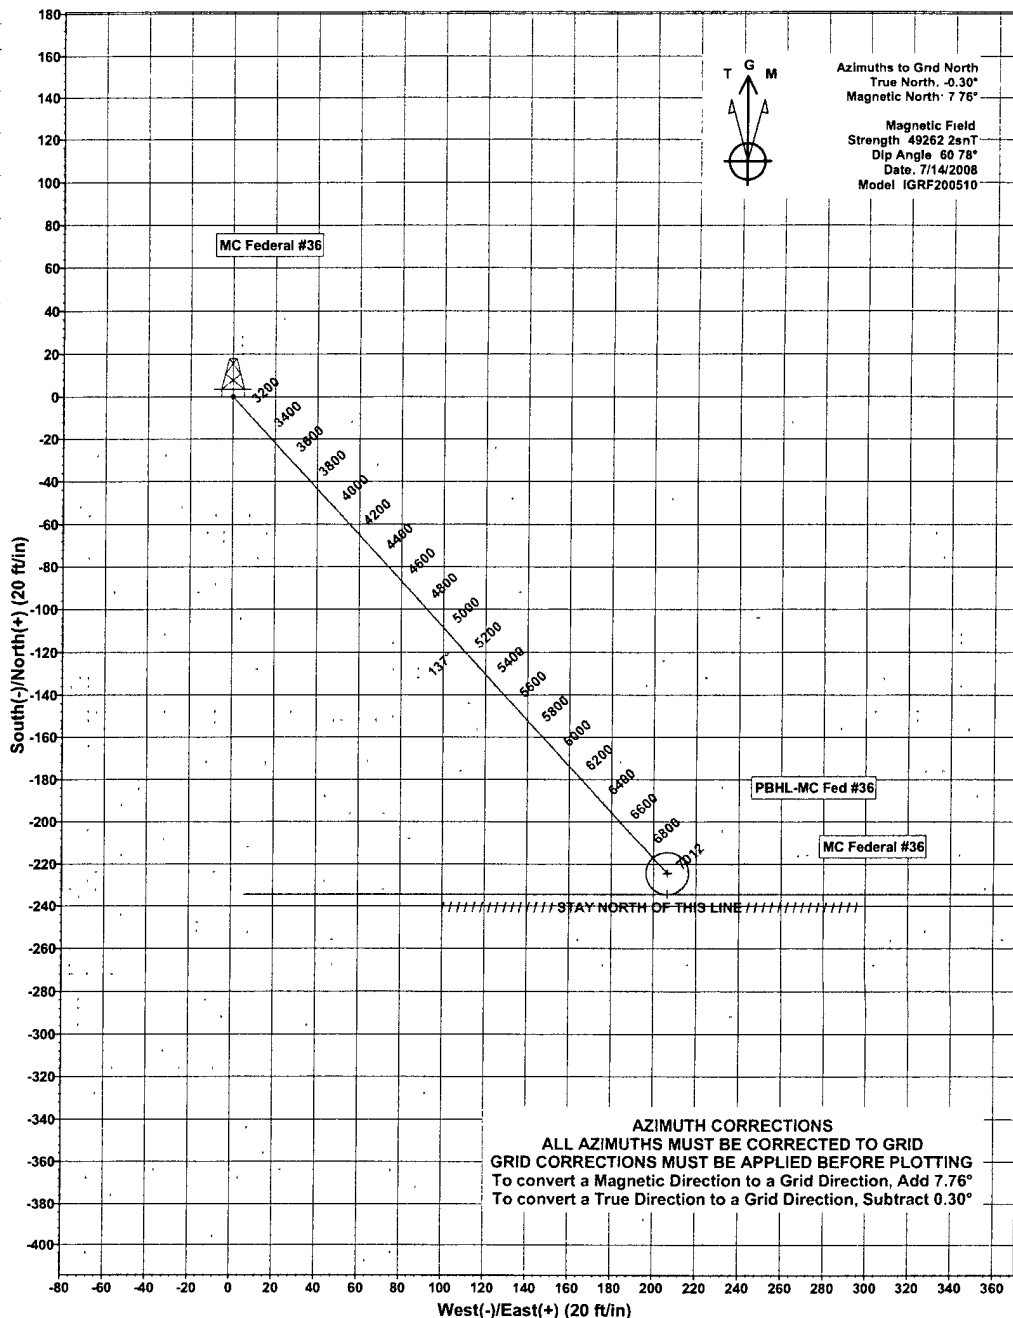 180
160
140
120
100
80
60
40
20
0
-20
-40
-60
-80
-100
-120
-140
-160
-180
-200
-220
-240
-260
-280
-300
-320
-340
-360
-380
-400
South(-)/North(+) (20 ft/in)
T G M
Azimuths to Grid North
True North. -0.30°
Magnetic North· 7 76°
Magnetic Field
Strength 49262 2snT
Dip Angle 60 78°
Date. 7/14/2008
Model IGRF200510
MC Federal #36
3200
3400
3600
3800
4000
4200
4400
4600
4800
5000
5200
137°
5400
5600
5800
6000
6200
6400
6600
6800
7012
PBHL-MC Fed #36
MC Federal #36
STAY NORTH OF THIS LINE
AZIMUTH CORRECTIONS
ALL AZIMUTHS MUST BE CORRECTED TO GRID
GRID CORRECTIONS MUST BE APPLIED BEFORE PLOTTING
To convert a Magnetic Direction to a Grid Direction, Add 7.76°
To convert a True Direction to a Grid Direction, Subtract 0.30°
-80 -60 -40 -20 0 20 40 60 80 100 120 140 160 180 200 220 240 260 280 300 320 340 360
West(-)/East(+) (20 ft/in)